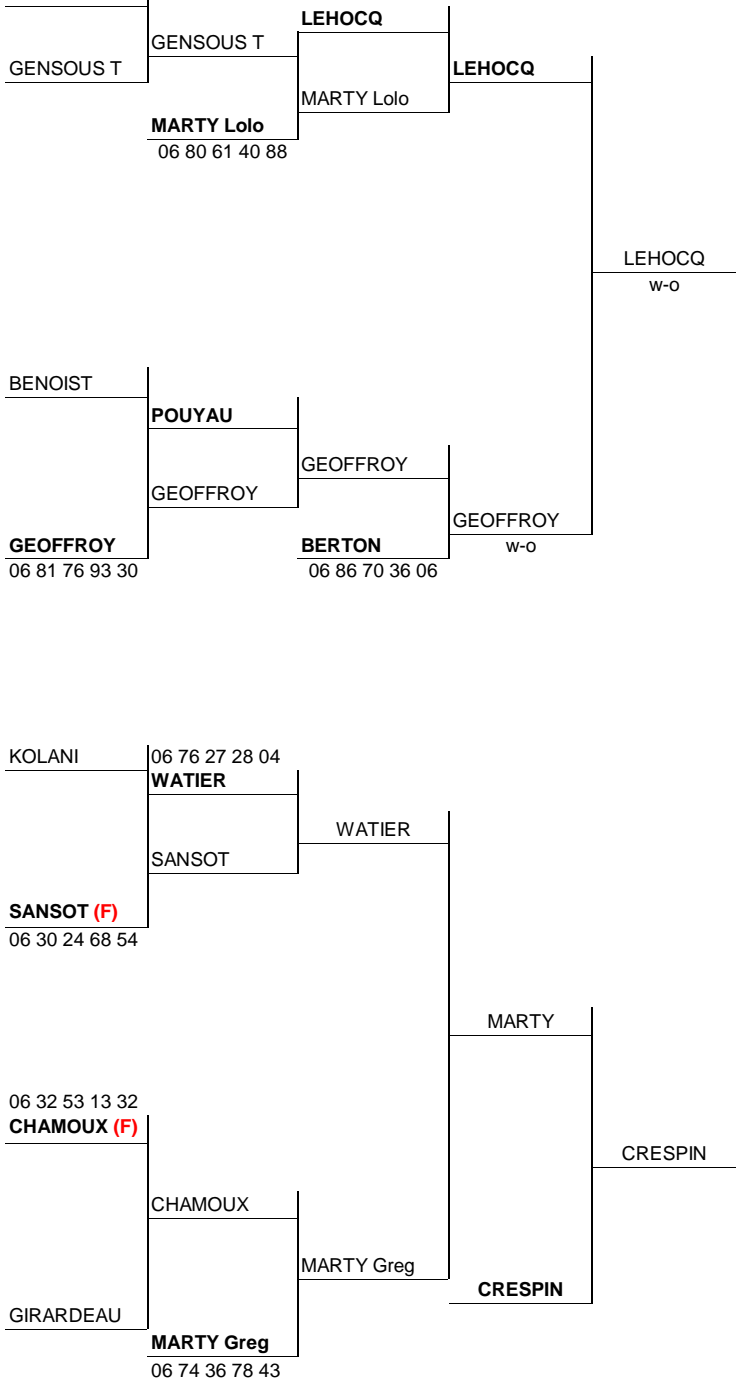 LEHOCQ
GENSOUS T
GENSOUS T
LEHOCQ
MARTY Lolo
MARTY Lolo
06 80 61 40 88
LEHOCQ
w-o
BENOIST
POUYAU
GEOFFROY
GEOFFROY
GEOFFROY
GEOFFROY
BERTON
w-o
06 81 76 93 30
06 86 70 36 06
KOLANI
06 76 27 28 04
WATIER
WATIER
SANSOT
SANSOT (F)
06 30 24 68 54
MARTY
06 32 53 13 32
CHAMOUX (F)
CRESPIN
CHAMOUX
MARTY Greg
CRESPIN
GIRARDEAU
MARTY Greg
06 74 36 78 43